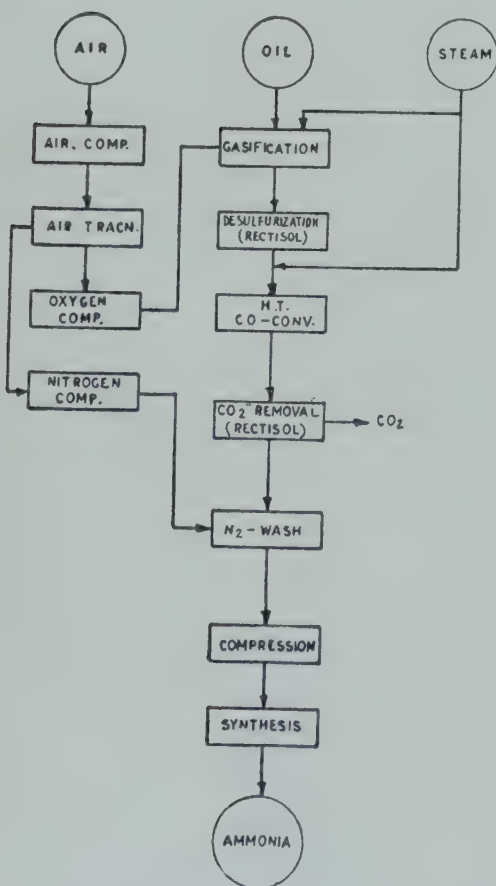 AIR
OIL
STEAM
AIR. COMP.
GASIFICATION
AIR TRACN.
DESULFURIZATION
(RECTISOL)
OXYGEN
COMP.
H.T.
CO-CONV.
NITROGEN
COMP.
CO2 REMOVAL
(RECTISOL)
CO2
N2-WASH
COMPRESSION
SYNTHESIS
AMMONIA